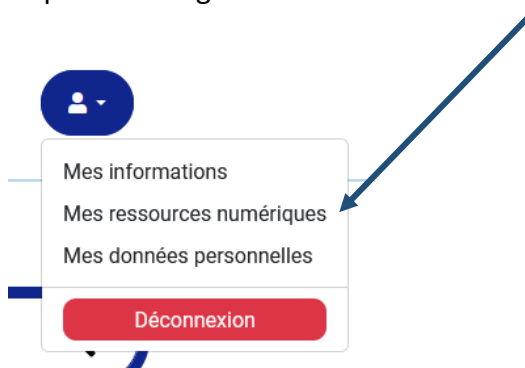 Mes informations
Mes ressources numériques
Mes données personnelles
Déconnexion